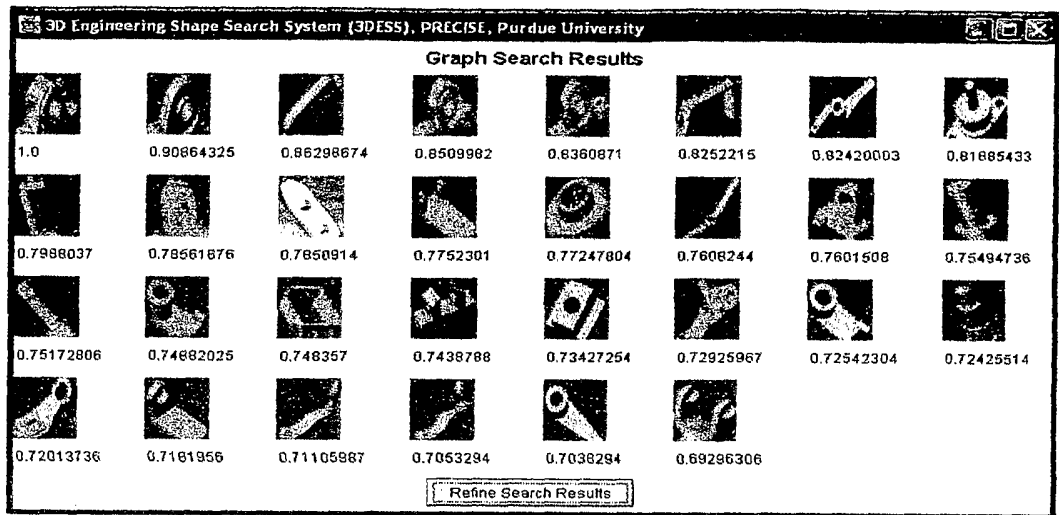 3D Engineering Shape Search System {3DESS}, PRECISE, Purdue University
Graph Search Results
1.0 0.90864325 0.86298674 0.8509982 0.8360871 0.8252215 0.82420003 0.81885433
0.7988037 0.78561876 0.7850914 0.7752301 0.77247804 0.7608244 0.7601508 0.75494736
0.75172806 0.74882025 0.748357 0.7438788 0.73427254 0.72925967 0.72542304 0.72425514
0.72013736 0.7161956 0.71105987 0.7053294 0.7038294 0.69296306
Refine Search Results